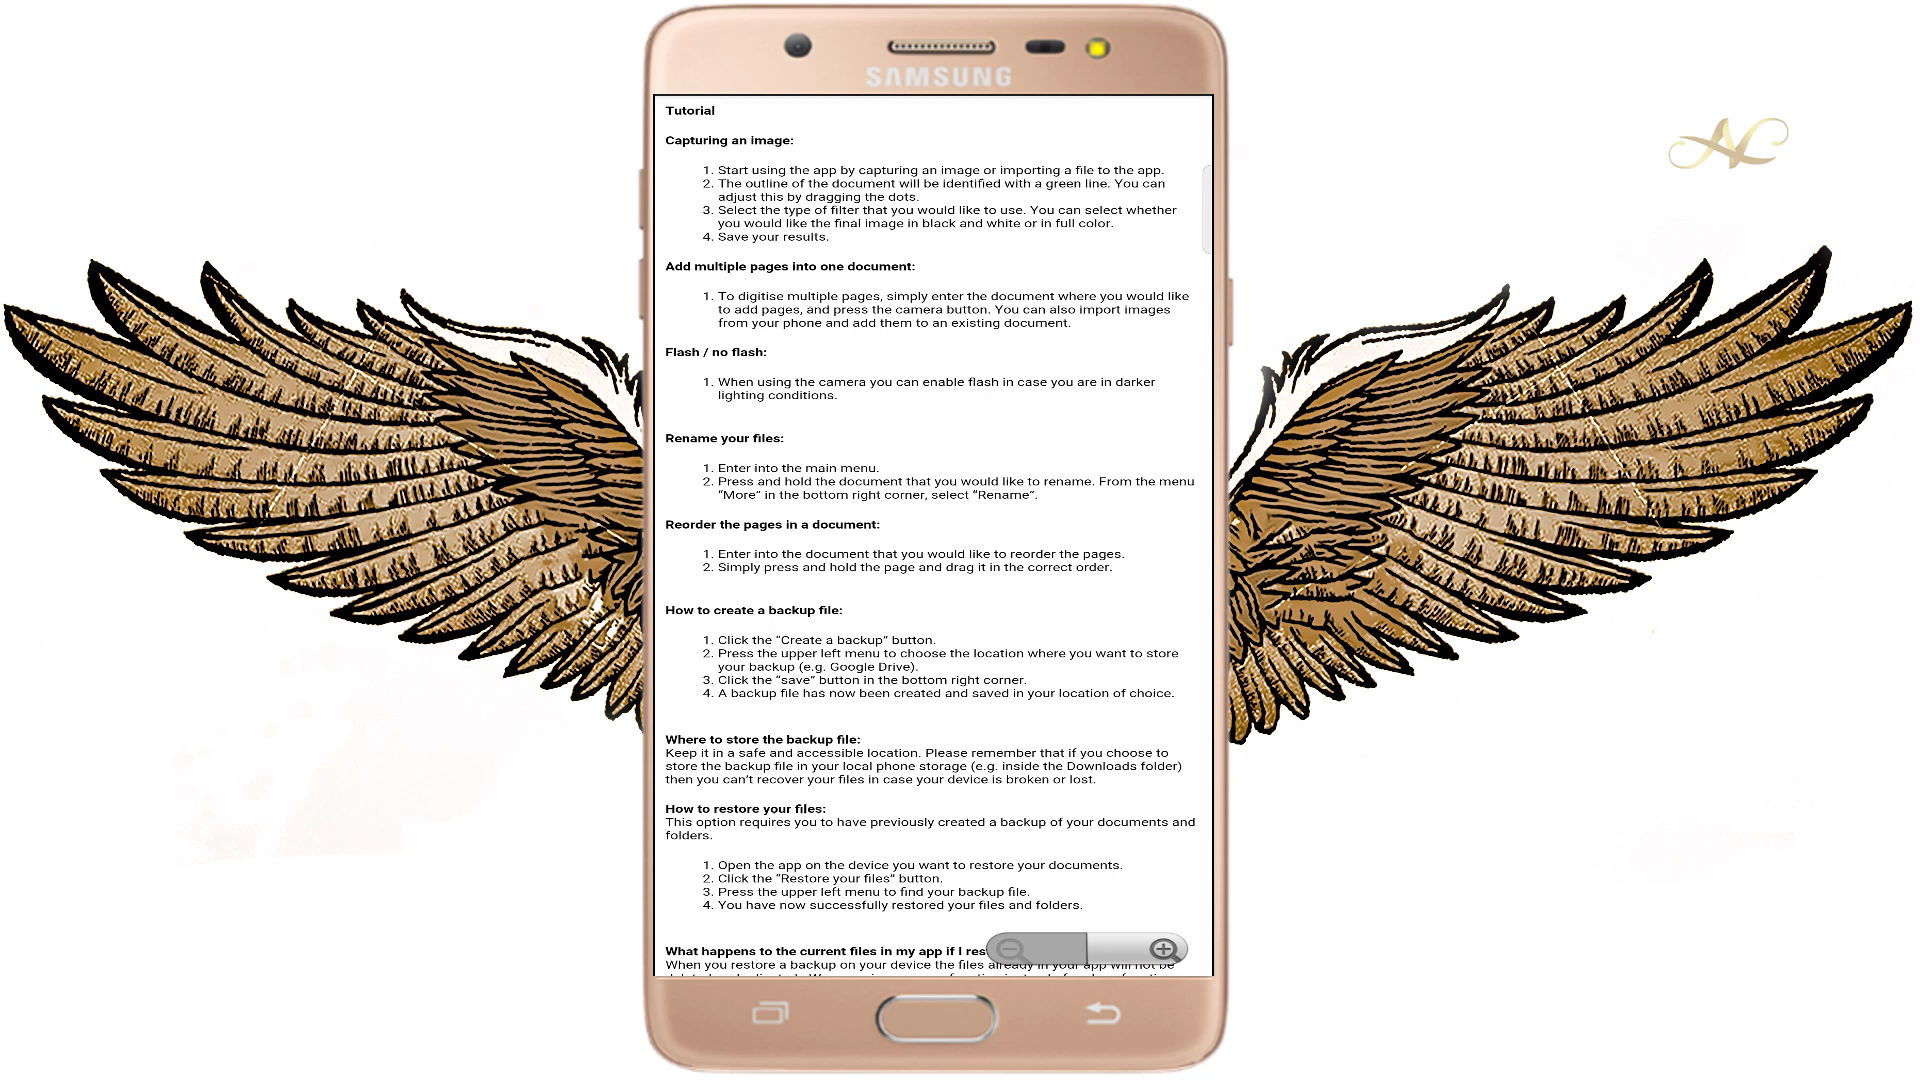 SAMSUNG
Tutorial
Capturing an image:
1. Start using the app by capturing an image or importing a file to the app.
2. The outline of the document will be identified with a green line. You can
adjust this by dragging the dots.
3. Select the type of filter that you would like to use. You can select whether
you would like the final image in black and white or in full color.
4. Save your results.
Add multiple pages into one document:
1. To digitise multiple pages, simply enter the document where you would like
to add pages, and press the camera button. You can also import images
from your phone and add them to an existing document.
Flash / no flash:
1. When using the camera you can enable flash in case you are in darker
lighting conditions.
Rename your files:
1. Enter into the main menu.
2. Press and hold the document that you would like to rename. From the menu
“More” in the bottom right corner, select “Rename”.
Reorder the pages in a document:
1. Enter into the document that you would like to reorder the pages.
2. Simply press and hold the page and drag it in the correct order.
How to create a backup file:
1. Click the “Create a backup” button.
2. Press the upper left menu to choose the location where you want to store
your backup (e.g. Google Drive).
3. Click the “save” button in the bottom right corner.
4. A backup file has now been created and saved in your location of choice.
Where to store the backup file:
Keep it in a safe and accessible location. Please remember that if you choose to
store the backup file in your local phone storage (e.g. inside the Downloads folder)
then you can’t recover your files in case your device is broken or lost.
How to restore your files:
This option requires you to have previously created a backup of your documents and
folders.
1. Open the app on the device you want to restore your documents.
2. Click the “Restore your files” button.
3. Press the upper left menu to find your backup file.
4. You have now successfully restored your files and folders.
What happens to the current files in my app if I res
When you restore a backup on your device the files already in your app will not be